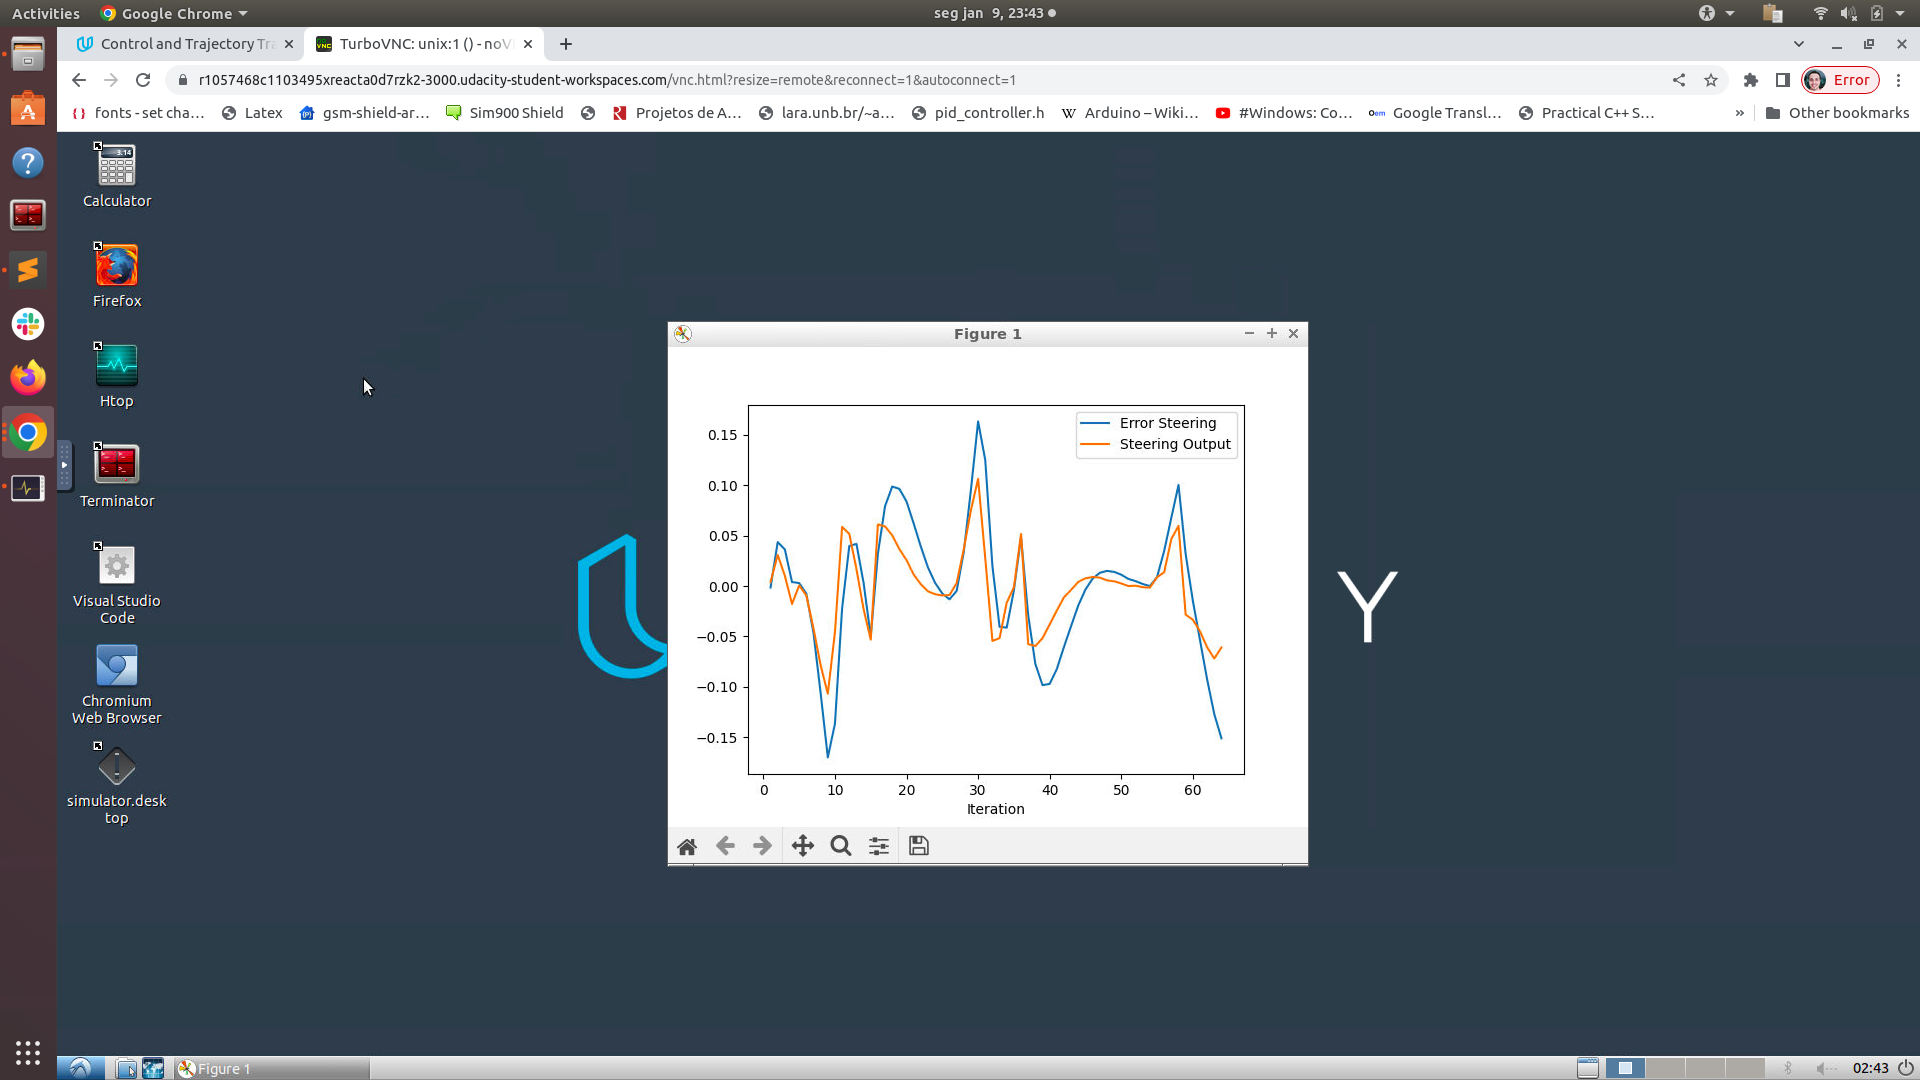 Activities
Google Chrome
seg jan 9, 23:43
Control and Trajectory Tra
TurboVNC: unix:1 () - noV
r1057468c1103495xreacta0d7rzk2-3000.udacity-student-workspaces.com/vnc.html?resize=remote&reconnect=1&autoconnect=1
Error
fonts - set cha...
Latex
gsm-shield-ar...
Sim900 Shield
Projetos de A...
lara.unb.br/~a...
pid_controller.h
Arduino – Wiki...
#Windows: Co...
Google Transl...
Practical C++ S...
»
Other bookmarks
3.14
Calculator
Firefox
Htop
Terminator
Visual Studio
Code
Chromium
Web Browser
simulator.desk
top
Y
Figure 1
Error Steering
Steering Output
0.15
0.10
0.05
0.00
−0.05
−0.10
−0.15
0
10
20
30
40
50
60
Iteration
Figure 1
02:43